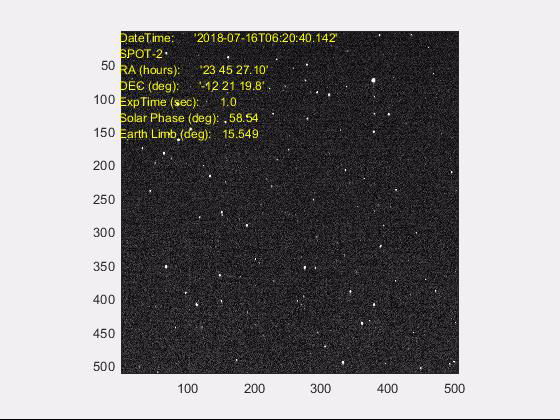 DateTime: '2018-07-16T06:20:40.142'
SPOT-2
RA (hours): '23 45 27.10'
DEC (deg): '-12 21 19.8'
ExpTime (sec): 1.0
Solar Phase (deg): 58.54
Earth Limb (deg): 15.549
50
100
150
200
250
300
350
400
450
500
100 200 300 400 500